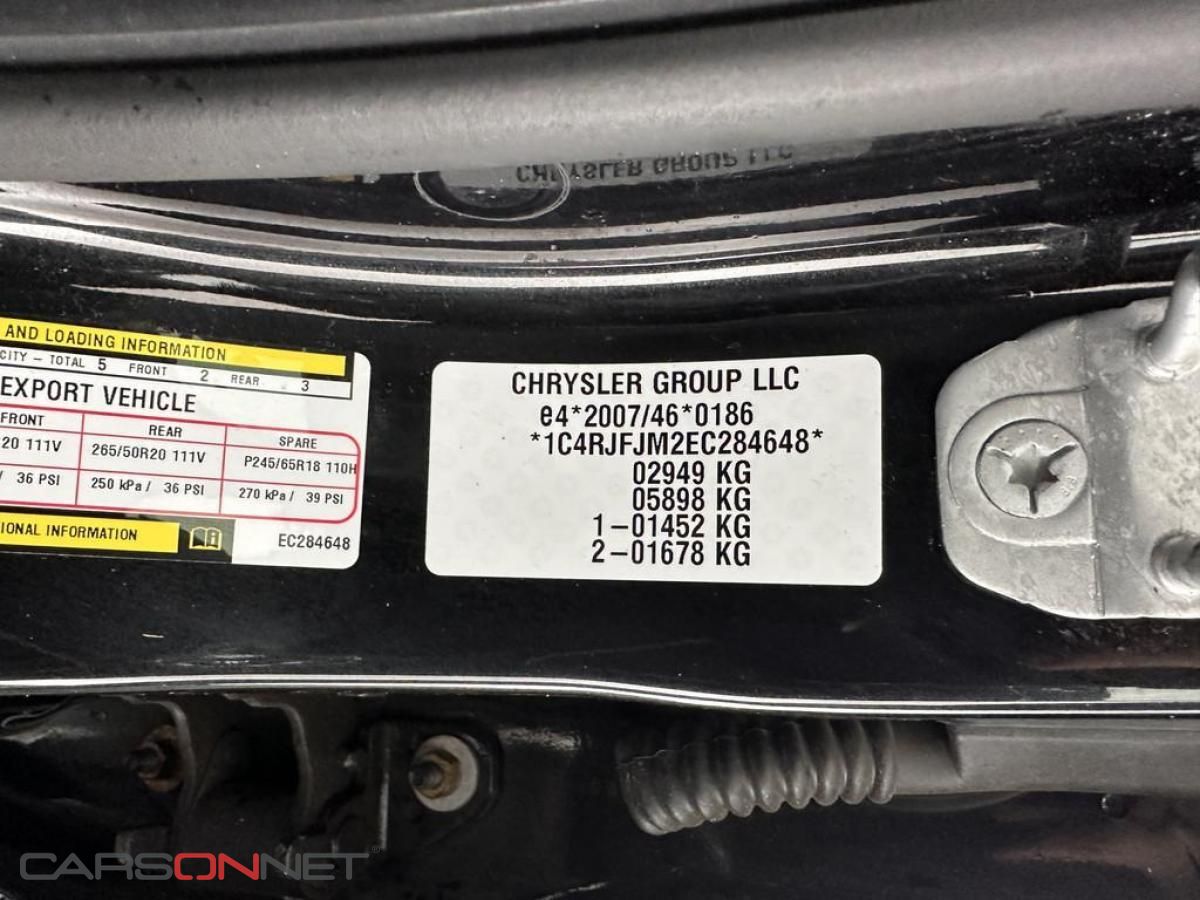 CHRYSLER GROUP LLC
AND LOADING INFORMATION
CITY - TOTAL 5 FRONT 2 REAR 3
EXPORT VEHICLE
FRONT REAR SPARE
20 111V 265/50R20 111V P245/65R18 110H
/ 36 PSI 250 kPa / 36 PSI 270 kPa / 39 PSI
IONAL INFORMATION
EC284648
CHRYSLER GROUP LLC
e4*2007/46*0186
*1C4RJFJM2EC284648*
02949 KG
05898 KG
1-01452 KG
2-01678 KG
CARSONNET